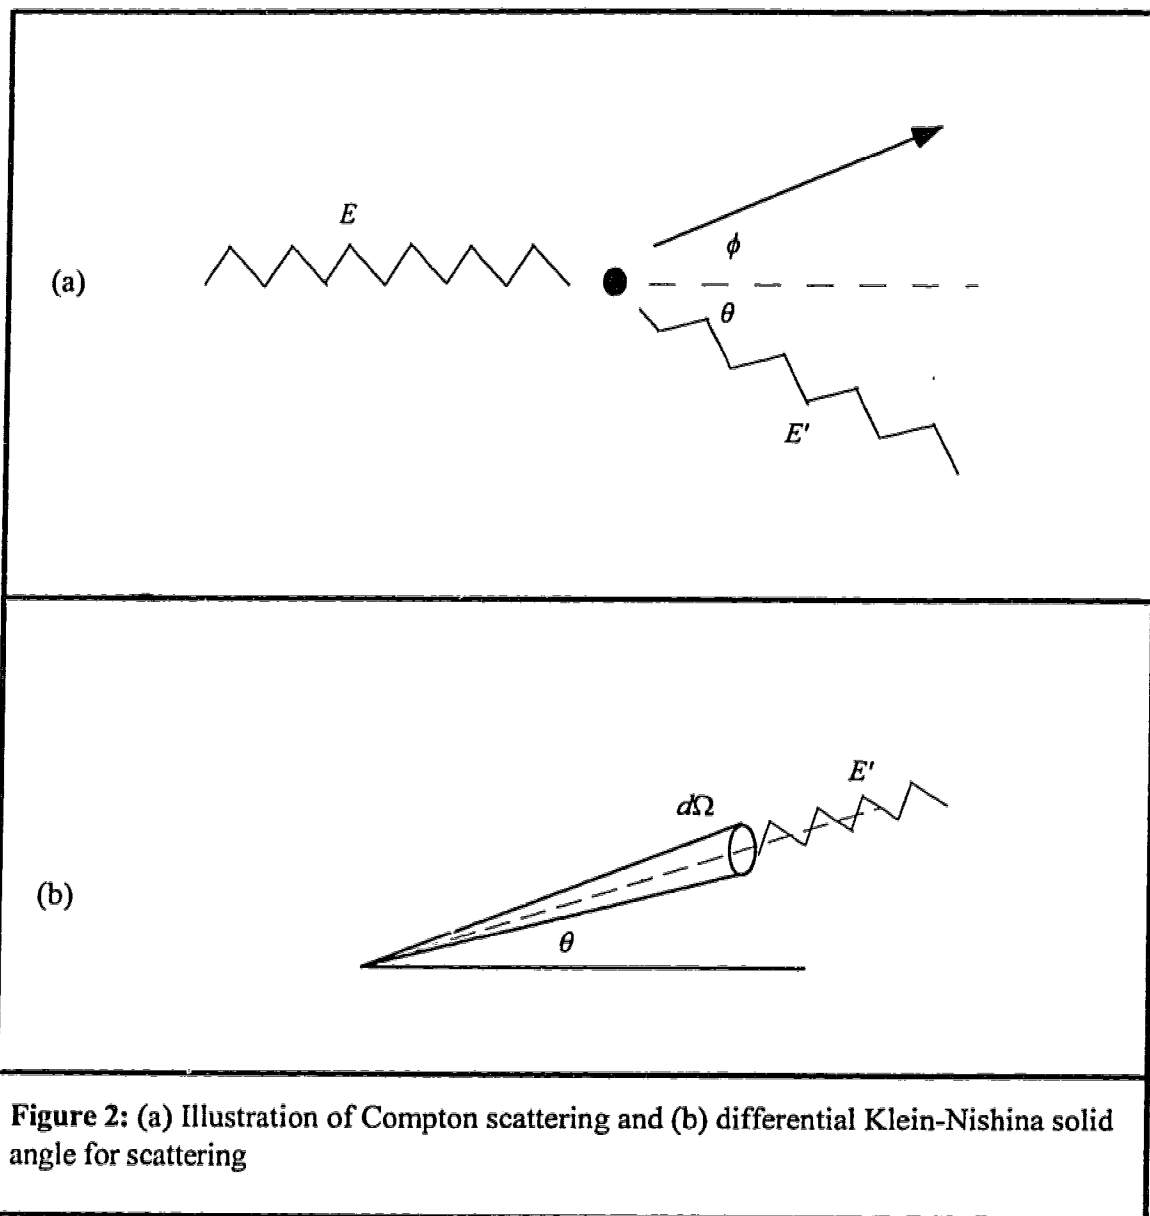 E
(a)
ϕ
θ
E'
E'
dΩ
(b)
θ
Figure 2: (a) Illustration of Compton scattering and (b) differential Klein-Nishina solid
angle for scattering